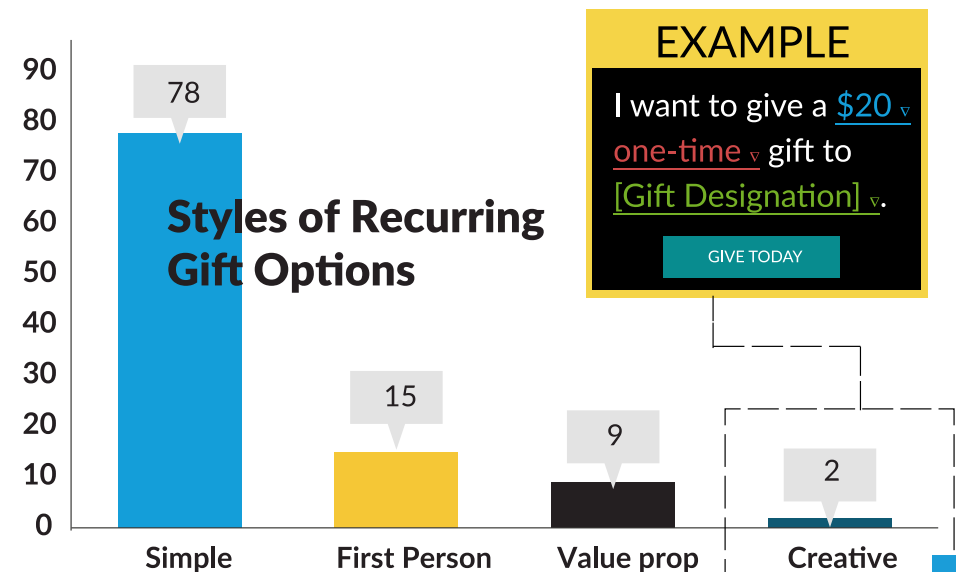 EXAMPLE
I want to give a $20 ▿
one-time ▿ gift to
[Gift Designation] ▿.
GIVE TODAY
Styles of Recurring
Gift Options
90
80
70
60
50
40
30
20
10
0
78
15
9
2
Simple
First Person
Value prop
Creative